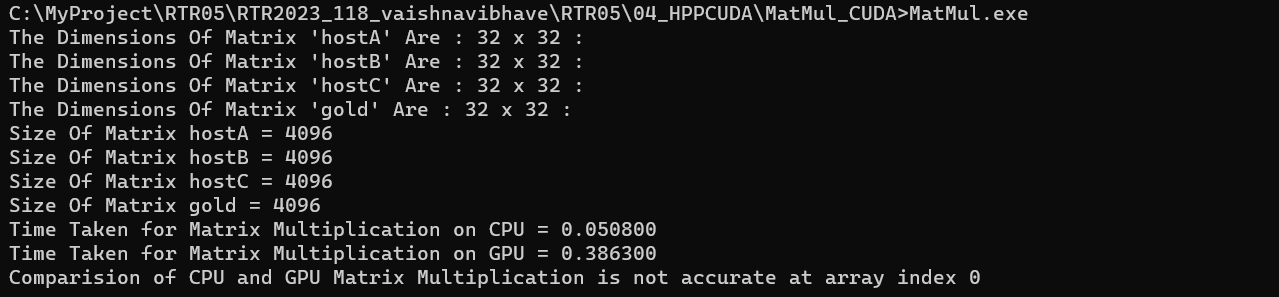 C:\MyProject\RTR05\RTR2023_118_vaishnavibhave\RTR05\04_HPPCUDA\MatMul_CUDA>MatMul.exe
The Dimensions Of Matrix 'hostA' Are : 32 x 32 :
The Dimensions Of Matrix 'hostB' Are : 32 x 32 :
The Dimensions Of Matrix 'hostC' Are : 32 x 32 :
The Dimensions Of Matrix 'gold' Are : 32 x 32 :
Size Of Matrix hostA = 4096
Size Of Matrix hostB = 4096
Size Of Matrix hostC = 4096
Size Of Matrix gold = 4096
Time Taken for Matrix Multiplication on CPU = 0.050800
Time Taken for Matrix Multiplication on GPU = 0.386300
Comparision of CPU and GPU Matrix Multiplication is not accurate at array index 0